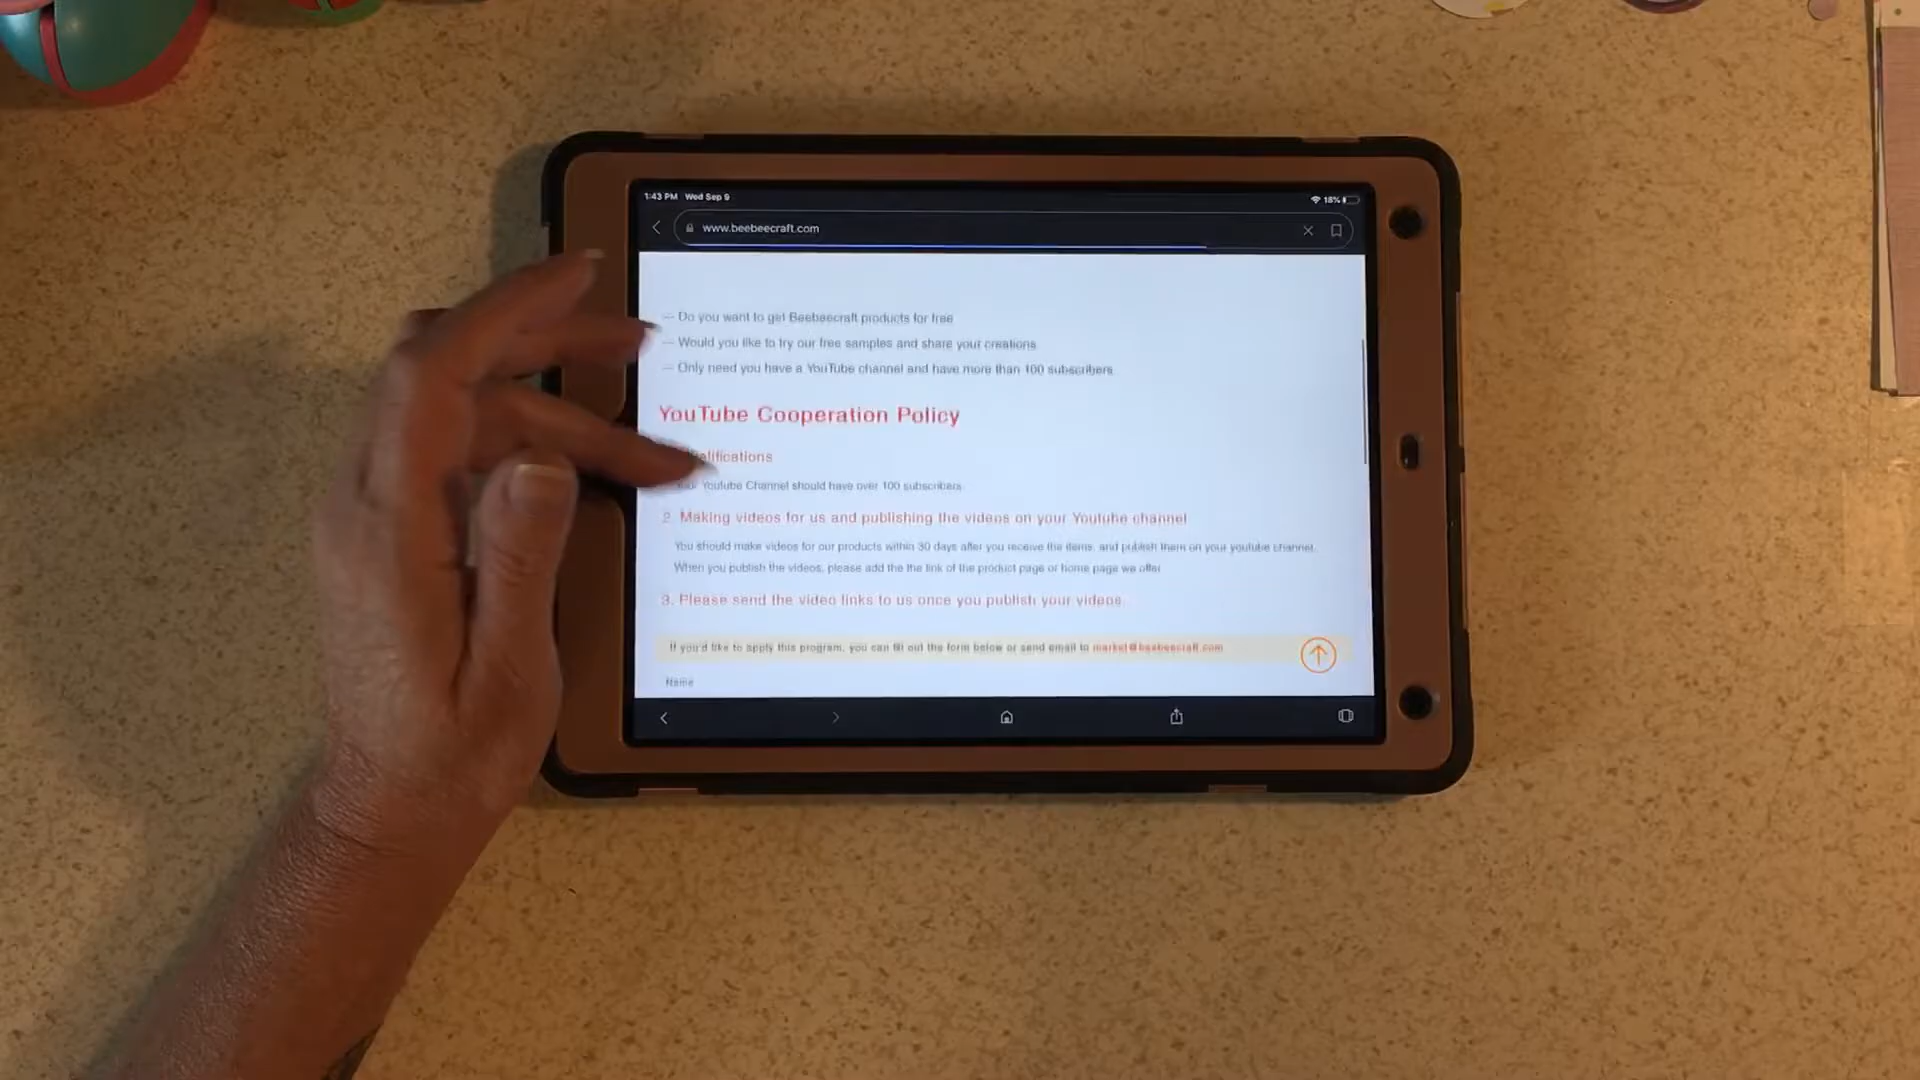 1:43 PM Wed Sep 9
18%
www.beebeecraft.com
— Do you want to get Beebeecraft products for free
— Would you like to try our free samples and share your creations
— Only need you have a YouTube channel and have more than 100 subscribers
YouTube Cooperation Policy
Youtube Channel should have over 100 subscribers
2. Making videos for us and publishing the videos on your Youtube channel
You should make videos for our products within 30 days after you receive the items, and publish them on your youtube channel.
When you publish the videos, please add the the link of the product page or home page we offer
3. Please send the video links to us once you publish your videos.
If you'd like to apply this program, you can fill out the form below or send email to market@beebeecraft.com
Name